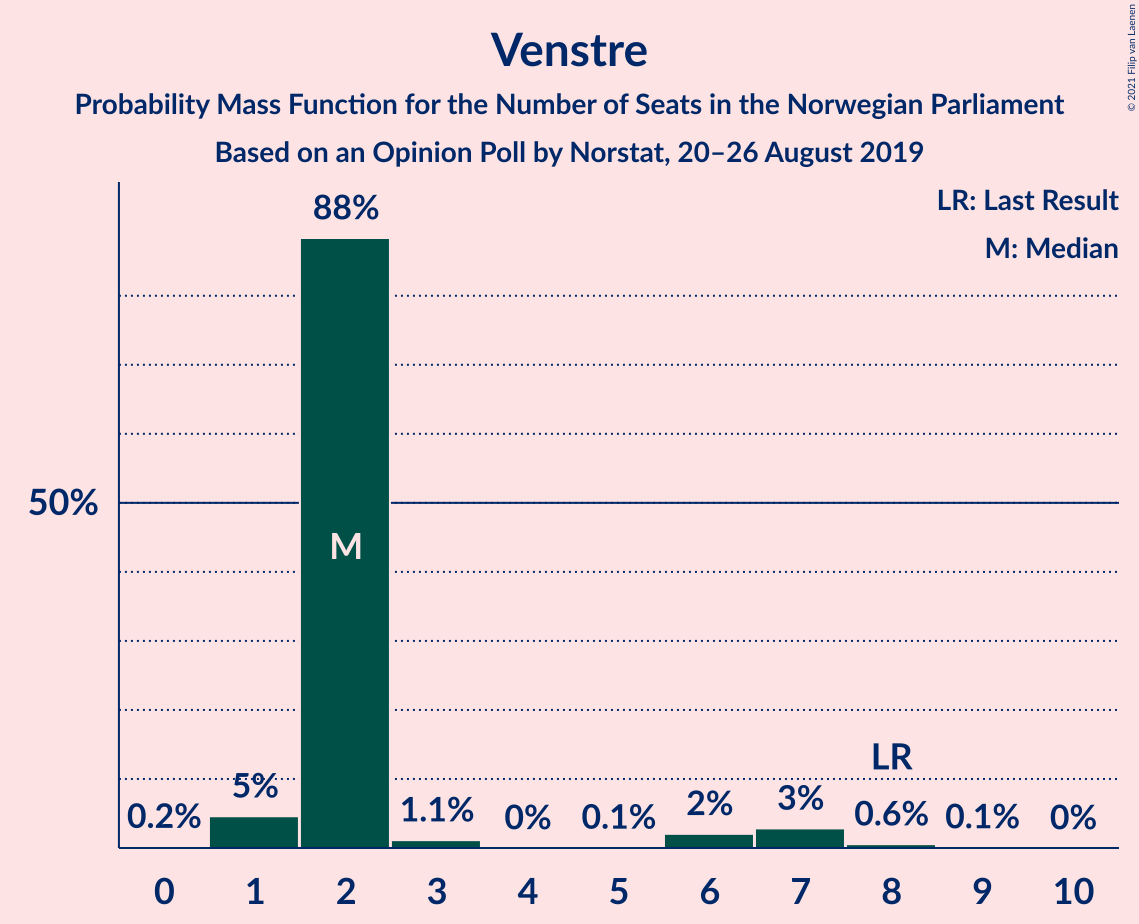 Venstre
Probability Mass Function for the Number of Seats in the Norwegian Parliament
Based on an Opinion Poll by Norstat, 20–26 August 2019
© 2021 Filip van Laenen
LR: Last Result
M: Median
88%
50%
M
LR
0.2% 5% 1.1% 0% 0.1% 2% 3% 0.6% 0.1% 0%
0 1 2 3 4 5 6 7 8 9 10